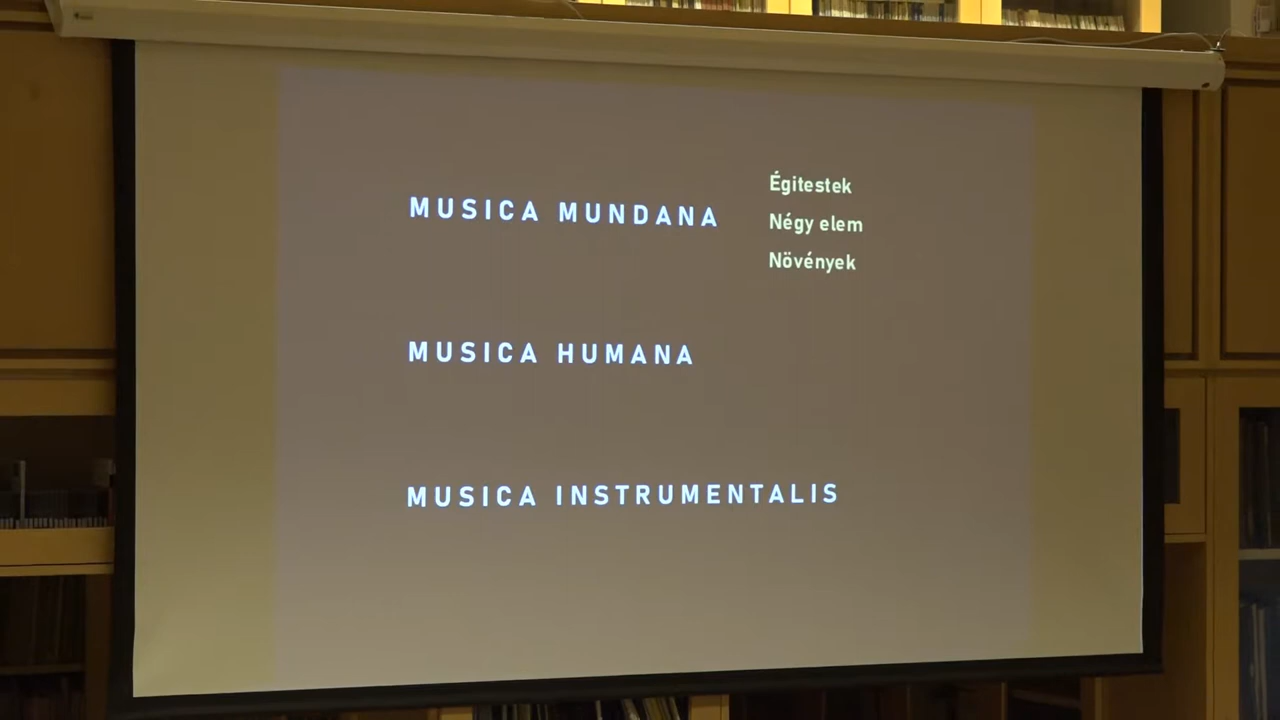 MUSICA MUNDANA
Égitestek
Négy elem
Növények
MUSICA HUMANA
MUSICA INSTRUMENTALIS